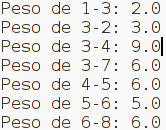 Peso de 1-3: 2.0
Peso de 3-2: 3.0
Peso de 3-4: 9.0
Peso de 3-7: 6.0
Peso de 4-5: 6.0
Peso de 5-6: 5.0
Peso de 6-8: 6.0